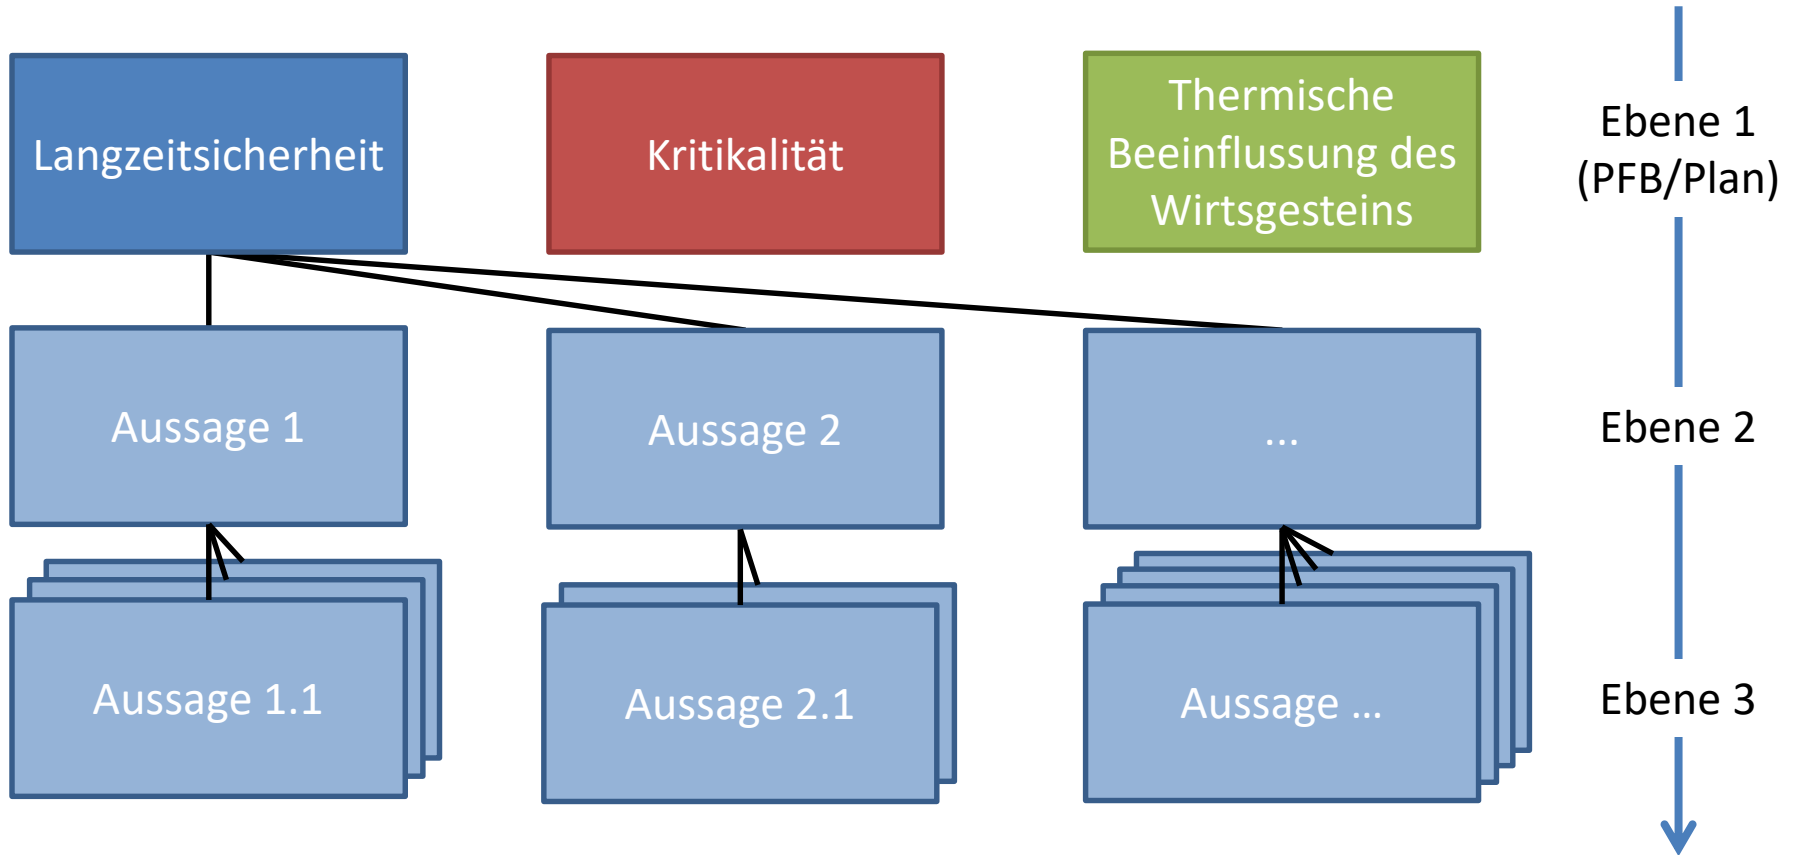 Langzeitsicherheit
Kritikalität
Thermische
Beeinflussung des
Wirtsgesteins
Ebene 1
(PFB/Plan)
Aussage 1
Aussage 2
...
Ebene 2
Aussage 1.1
Aussage 2.1
Aussage ...
Ebene 3